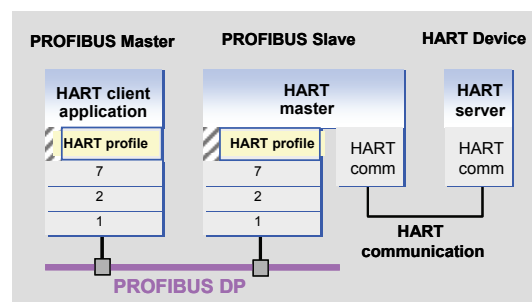 PROFIBUS Master
PROFIBUS Slave
HART Device
HART client
application
HART
master
HART
server
HART profile
HART profile
HART
comm
HART
comm
7
7
2
2
1
1
HART
communication
PROFIBUS DP